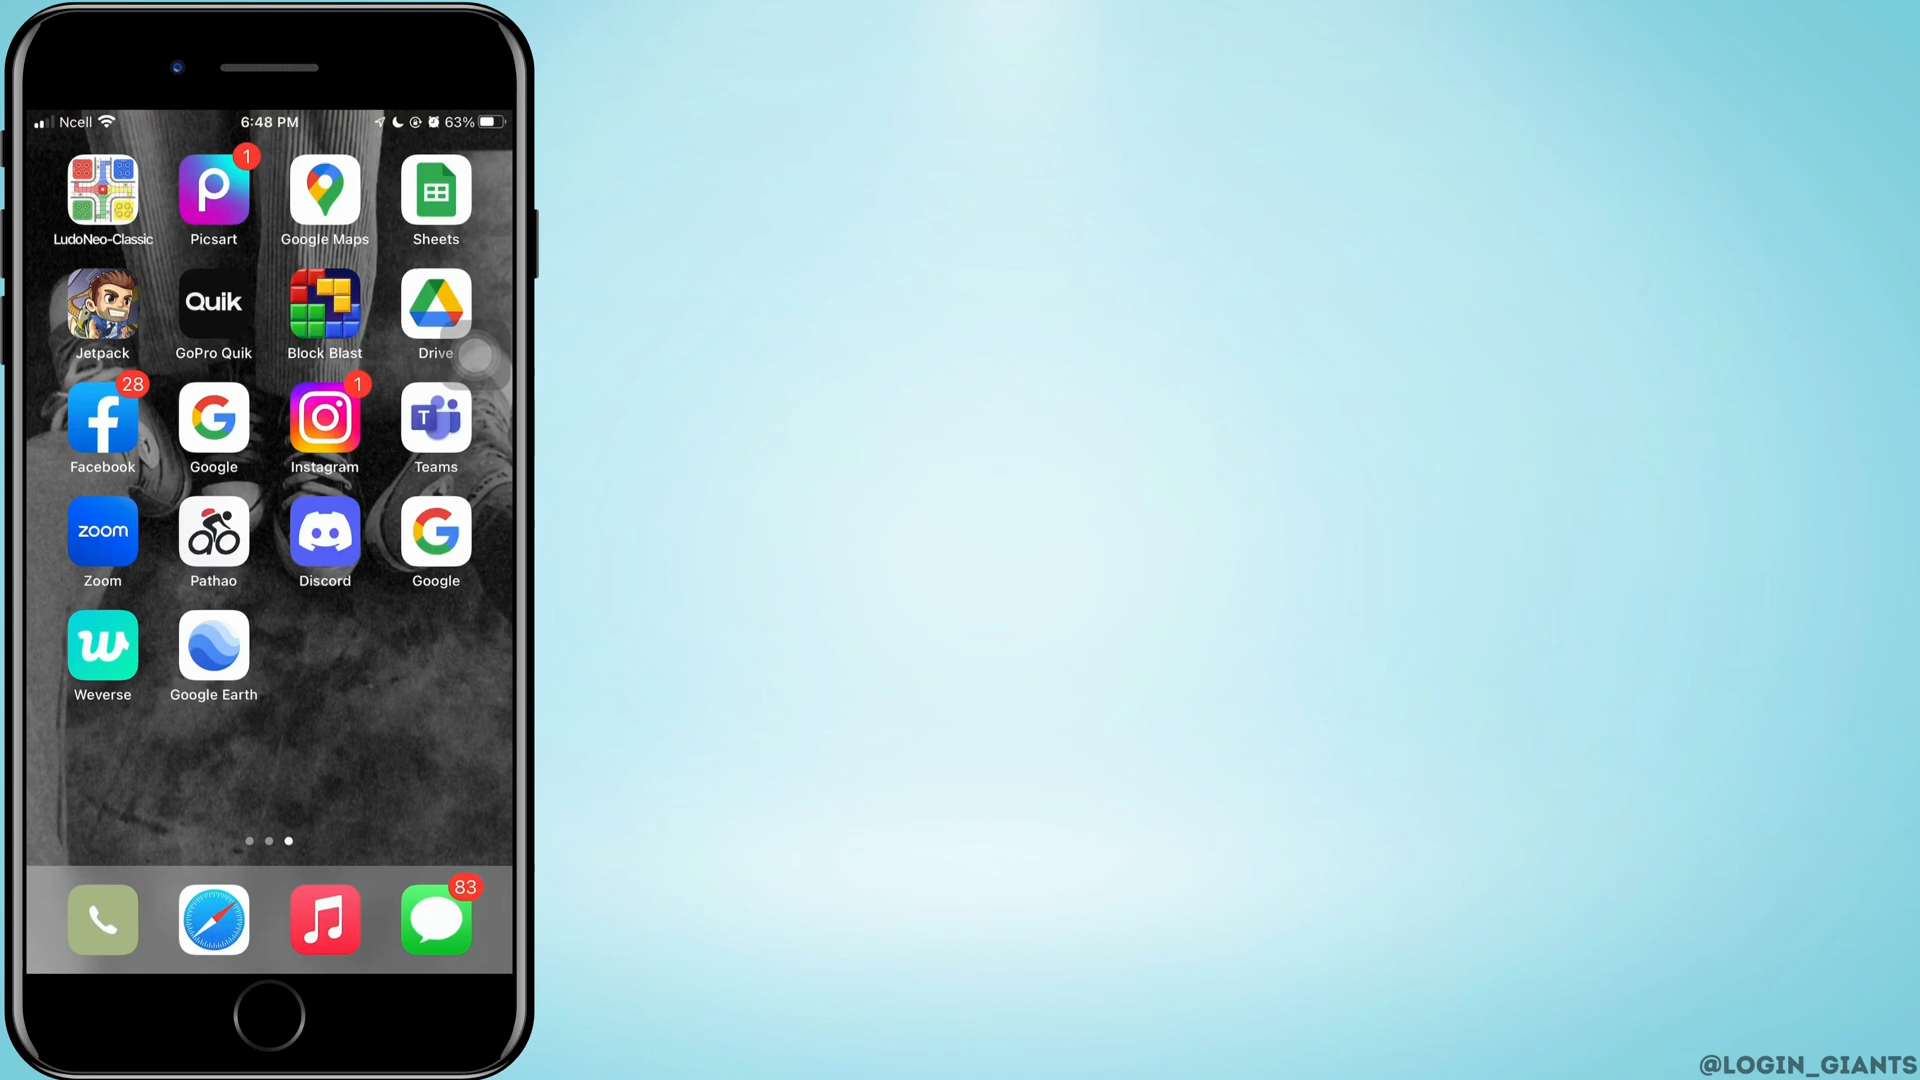 Ncell 6:48 PM 63%
1
LudoNeo-Classic Picsart Google Maps Sheets
Quik
Jetpack GoPro Quik Block Blast Drive
28 1
T
Facebook Google Instagram Teams
zoom
Zoom Pathao Discord Google
Weverse Google Earth
83
@LOGIN_GIANTS